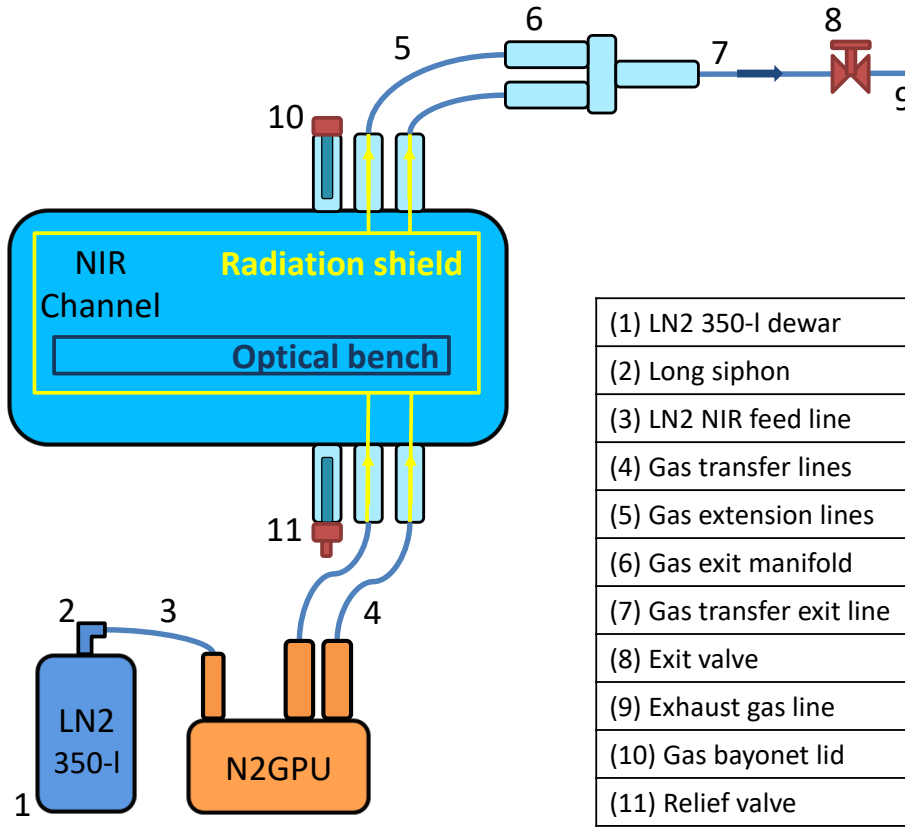 8
6
5
7
9
10
NIR
Channel
Radiation shield
Optical bench
11
2
3
4
LN2
350-l
N2GPU
1
(1) LN2 350-l dewar
(2) Long siphon
(3) LN2 NIR feed line
(4) Gas transfer lines
(5) Gas extension lines
(6) Gas exit manifold
(7) Gas transfer exit line
(8) Exit valve
(9) Exhaust gas line
(10) Gas bayonet lid
(11) Relief valve